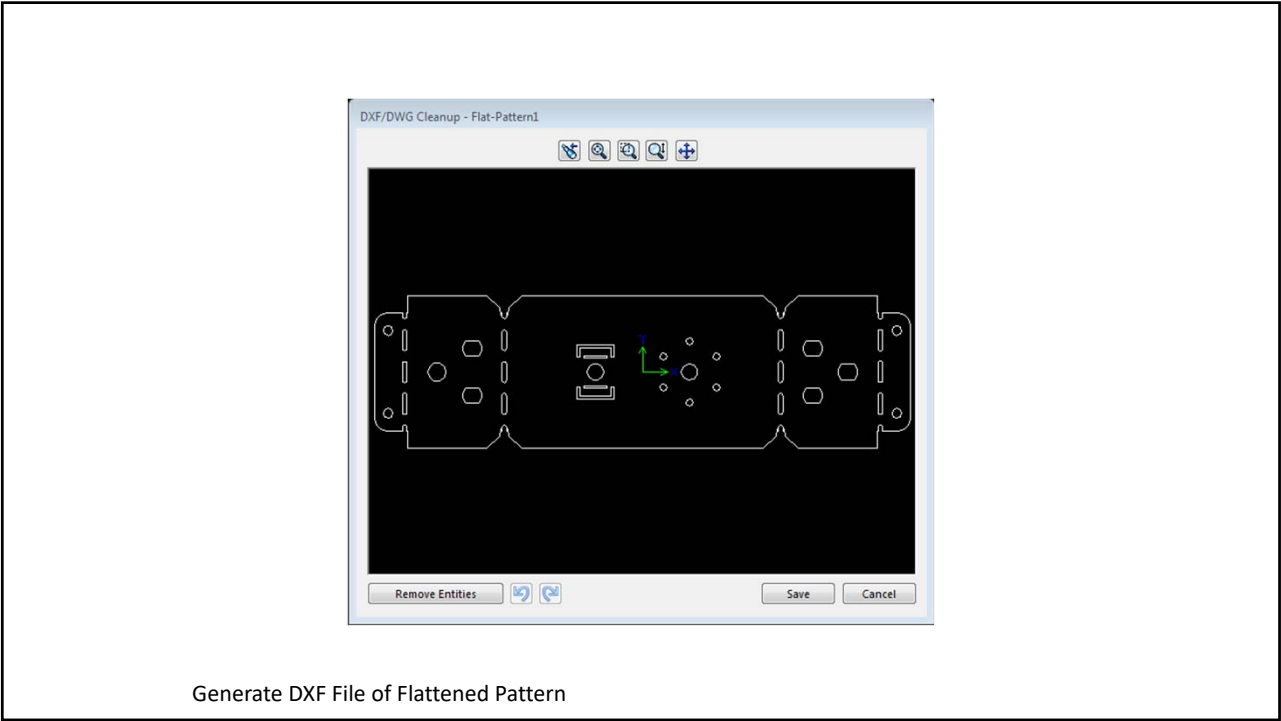 DXF/DWG Cleanup - Flat-Pattern1
Y
X
Remove Entities
Save
Cancel
Generate DXF File of Flattened Pattern